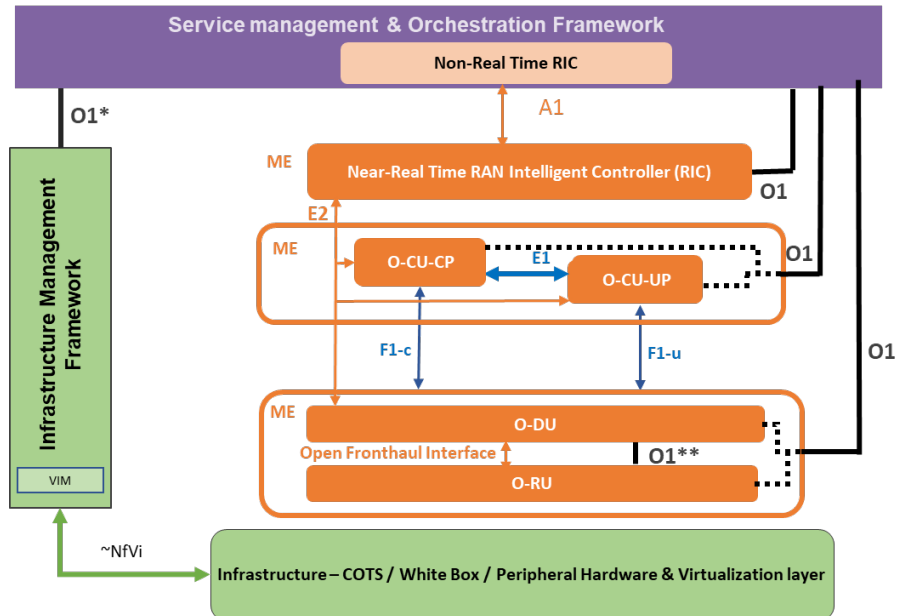 Service management & Orchestration Framework
Non-Real Time RIC
O1*
A1
ME
Near-Real Time RAN Intelligent Controller (RIC)
O1
E2
ME
O-CU-CP
E1
O-CU-UP
O1
Infrastructure Management
Framework
F1-c
F1-u
O1
ME
O-DU
Open Fronthaul Interface
O1**
O-RU
VIM
~NfVi
Infrastructure – COTS / White Box / Peripheral Hardware & Virtualization layer